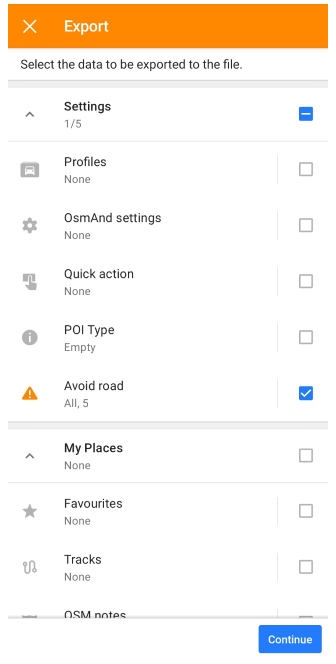 Export
Select the data to be exported to the file.
Settings
1/5
Profiles
None
OsmAnd settings
None
Quick action
None
POI Type
Empty
Avoid road
All, 5
My Places
None
Favourites
None
Tracks
None
OSM notes
Continue